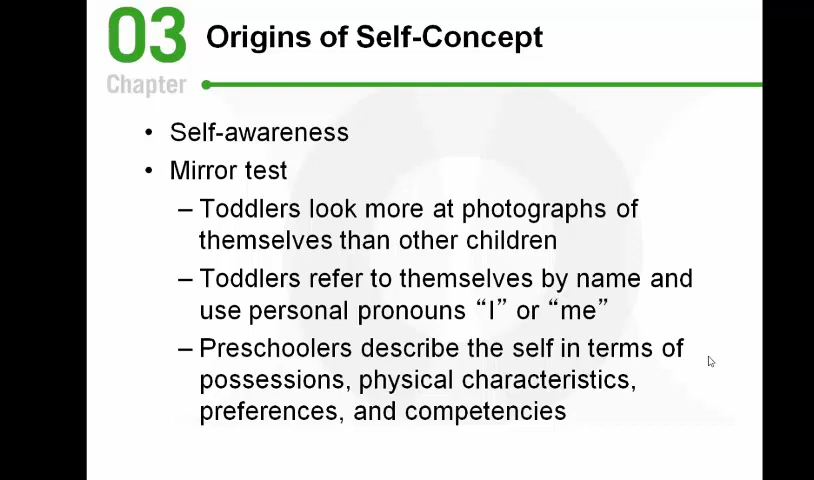 03 Origins of Self-Concept
Chapter
• Self-awareness
• Mirror test
– Toddlers look more at photographs of
themselves than other children
– Toddlers refer to themselves by name and
use personal pronouns “I” or “me”
– Preschoolers describe the self in terms of
possessions, physical characteristics,
preferences, and competencies